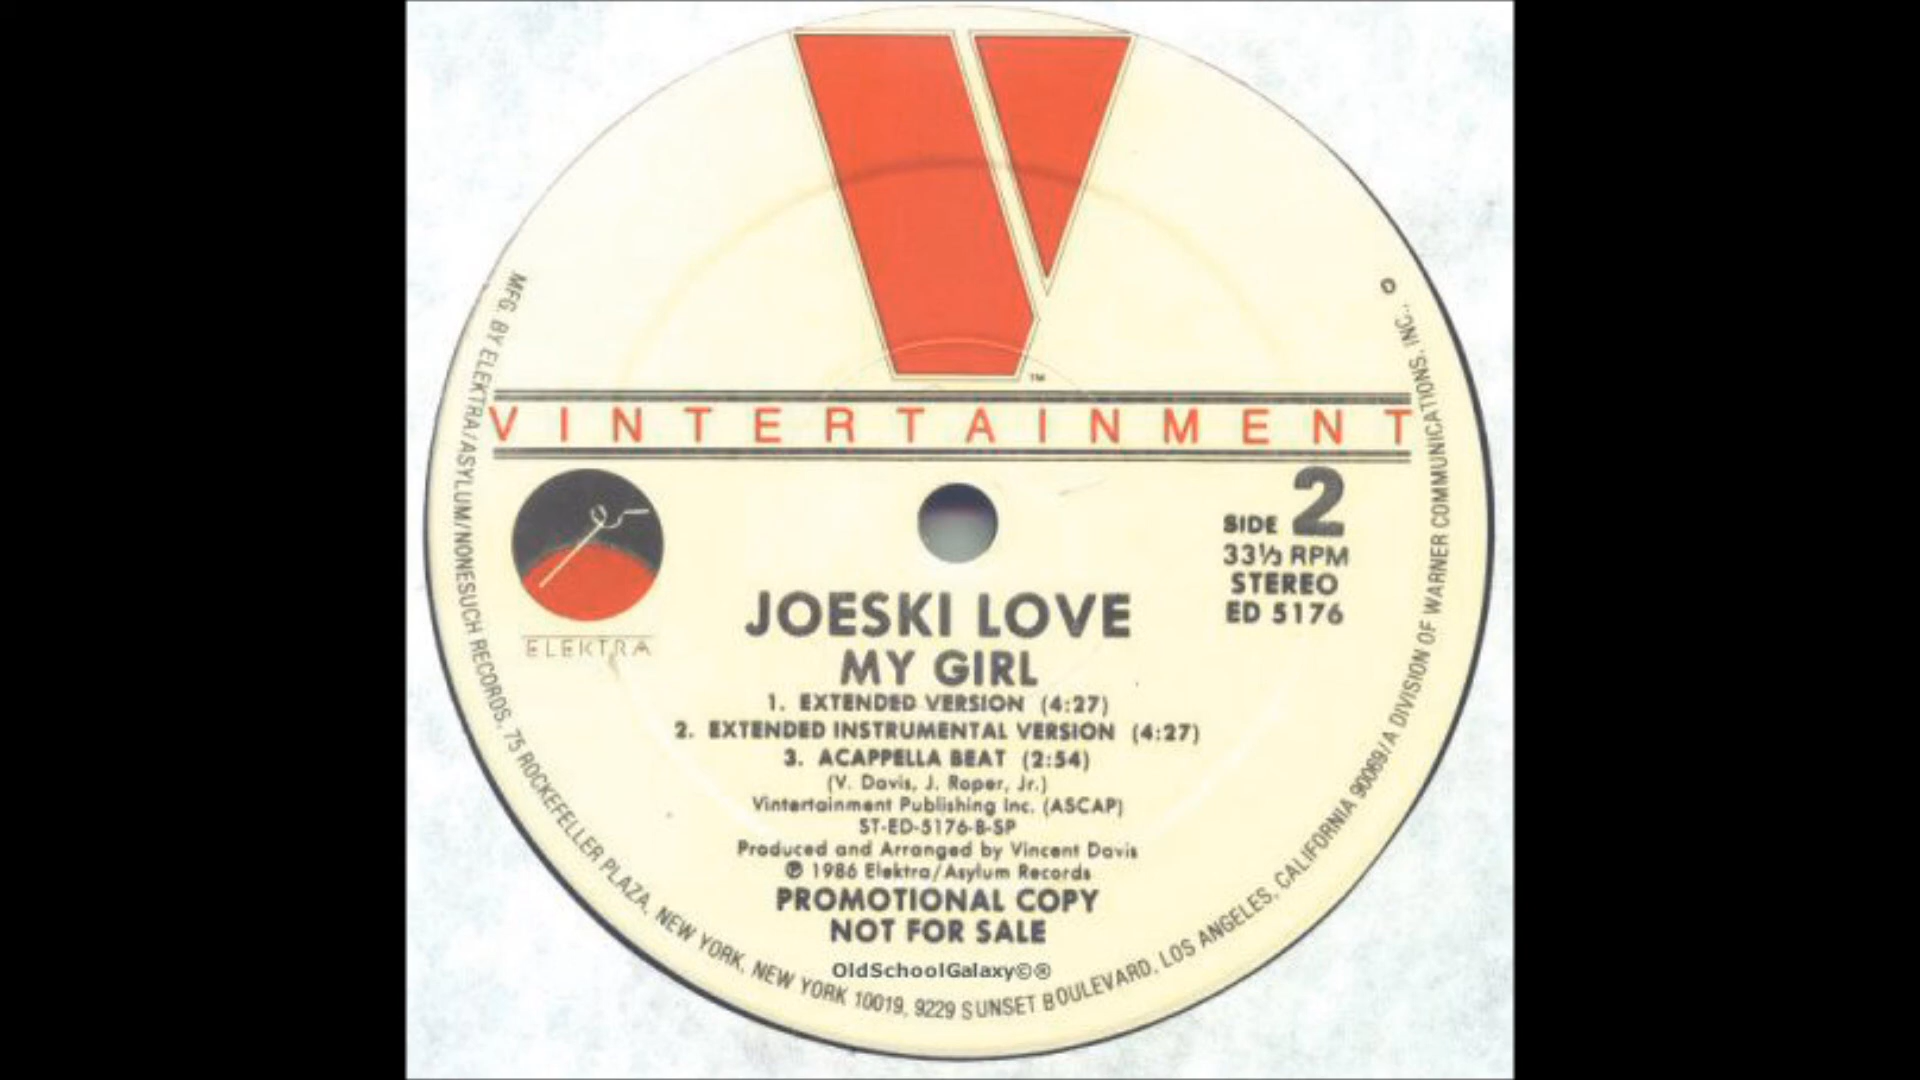 TM
VINTERTAINMENT
ELEKTRA
SIDE 2
33⅓ RPM
STEREO
ED 5176
JOESKI LOVE
MY GIRL
1. EXTENDED VERSION (4:27)
2. EXTENDED INSTRUMENTAL VERSION (4:27)
3. ACAPPELLA BEAT (2:54)
(V. Davis, J. Roper, Jr.)
Vintertainment Publishing Inc. (ASCAP)
ST-ED-5176-B-SP
Produced and Arranged by Vincent Davis
℗ 1986 Elektra/Asylum Records
PROMOTIONAL COPY
NOT FOR SALE
OldSchoolGalaxy©®
MFG. BY ELEKTRA/ASYLUM/NONESUCH RECORDS, 75 ROCKEFELLER PLAZA, NEW YORK, NEW YORK 10019, 9229 SUNSET BOULEVARD, LOS ANGELES, CALIFORNIA 90069/A DIVISION OF WARNER COMMUNICATIONS, INC.,